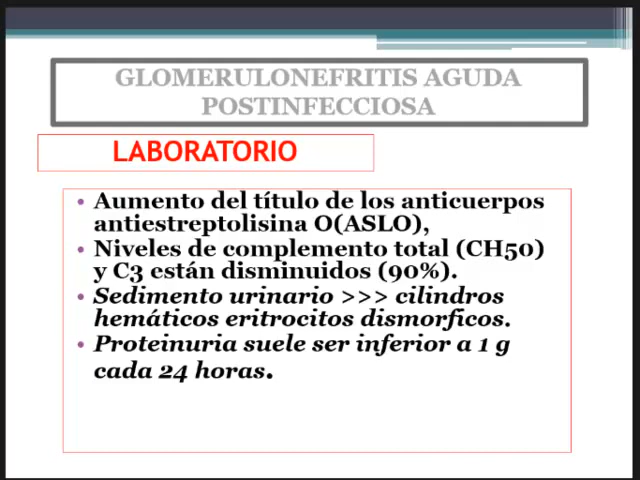 GLOMERULONEFRITIS AGUDA
POSTINFECCIOSA
LABORATORIO
• Aumento del título de los anticuerpos
antiestreptolisina O(ASLO),
• Niveles de complemento total (CH50)
y C3 están disminuidos (90%).
• Sedimento urinario >>> cilindros
hemáticos eritrocitos dismorficos.
• Proteinuria suele ser inferior a 1 g
cada 24 horas.